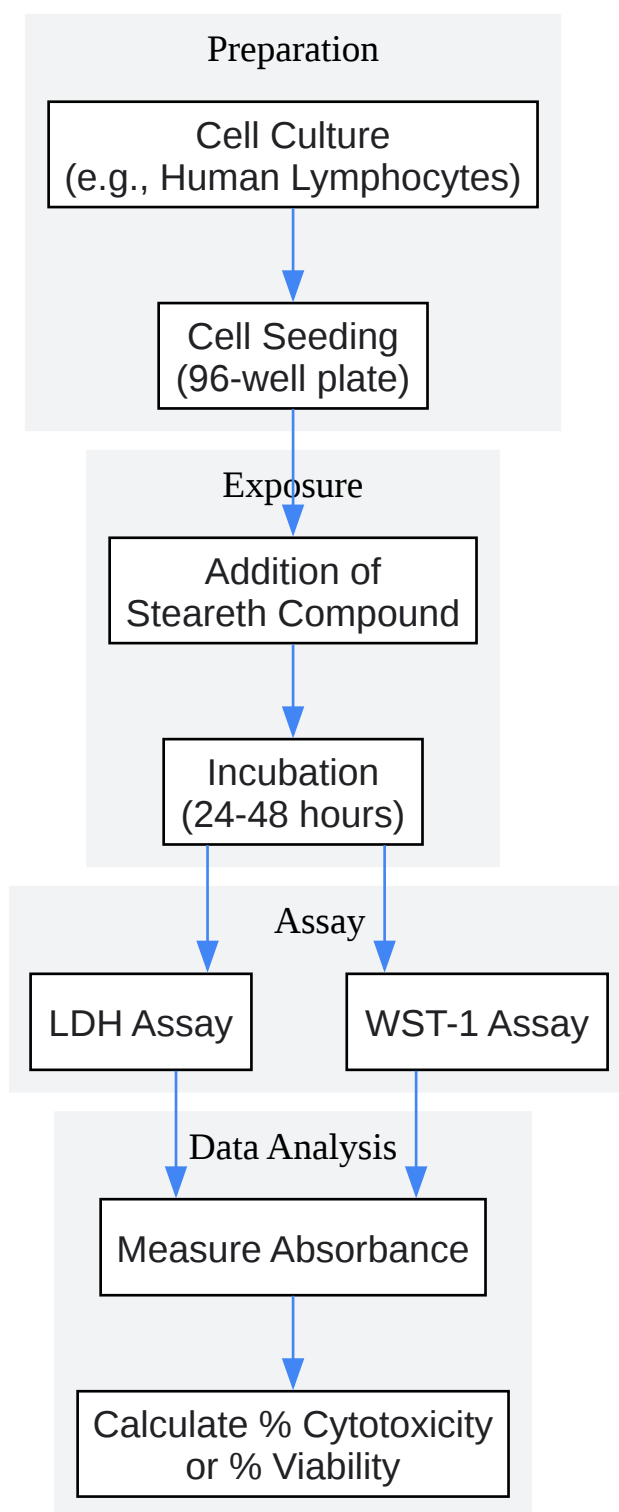 Preparation
Cell Culture
(e.g., Human Lymphocytes)
Cell Seeding
(96-well plate)
Exposure
Addition of
Steareth Compound
Incubation
(24-48 hours)
Assay
LDH Assay
WST-1 Assay
Data Analysis
Measure Absorbance
Calculate % Cytotoxicity
or % Viability